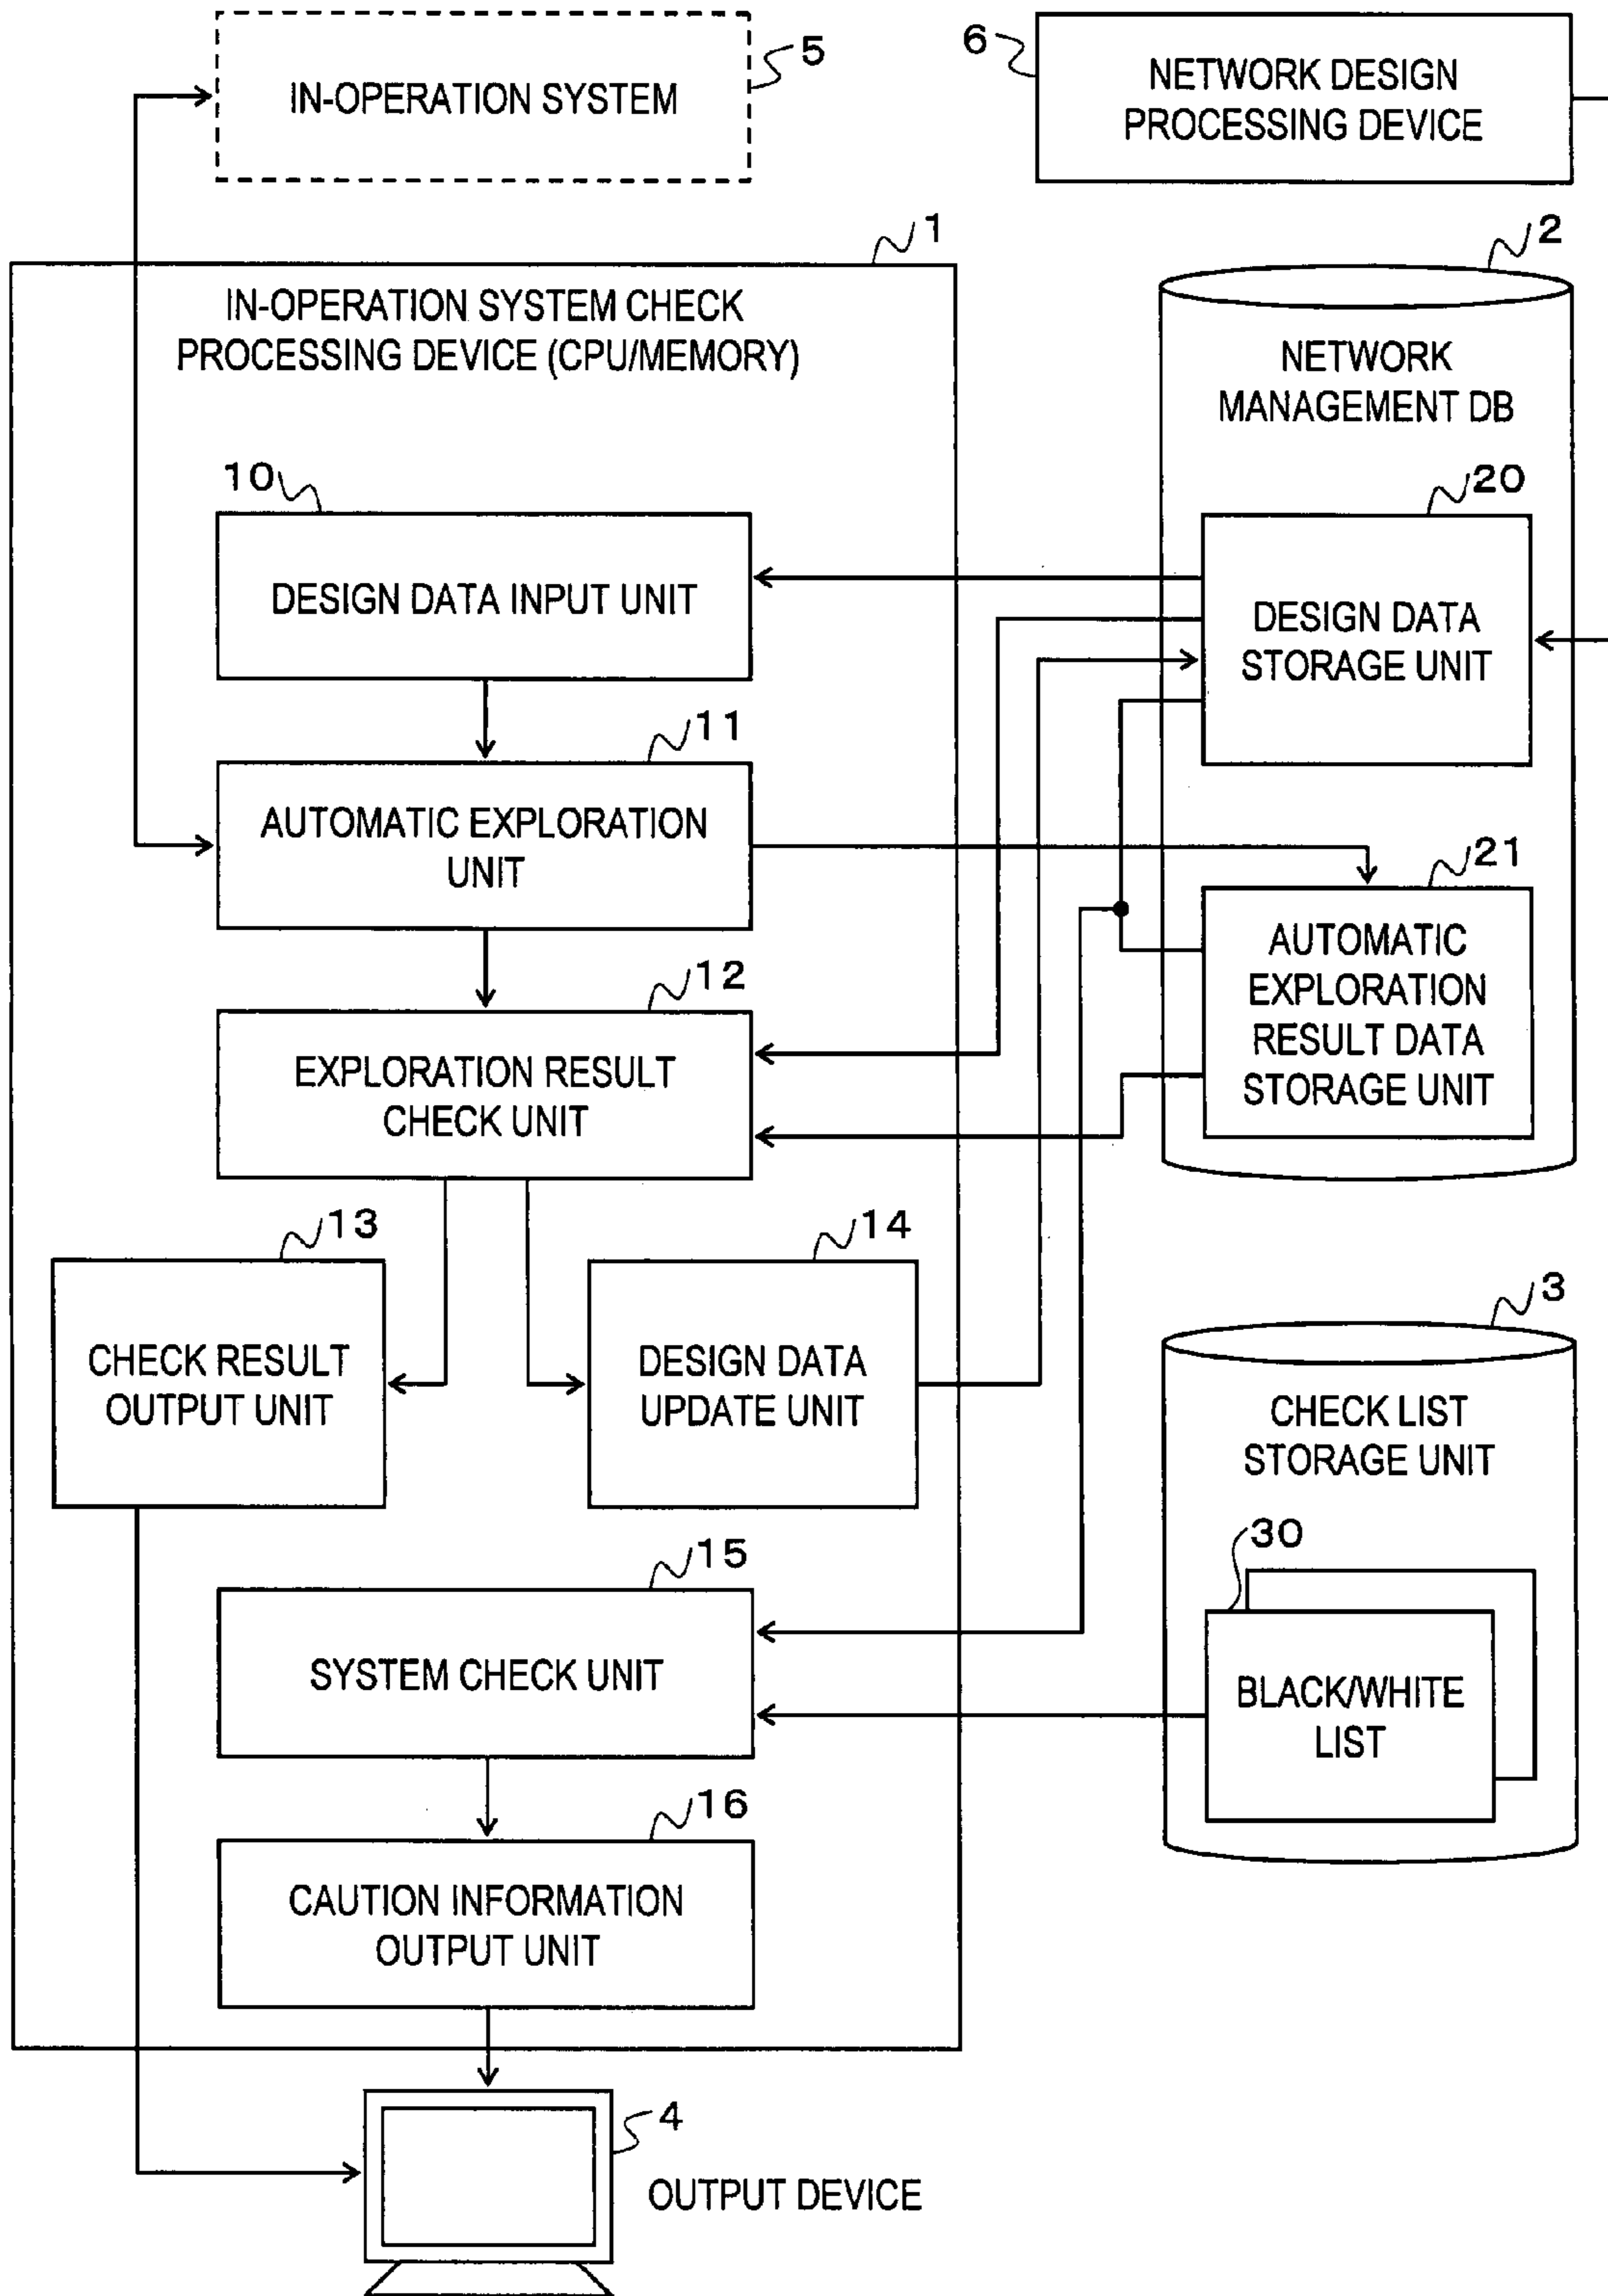 5
IN-OPERATION SYSTEM
6
NETWORK DESIGN
PROCESSING DEVICE
1
IN-OPERATION SYSTEM CHECK
PROCESSING DEVICE (CPU/MEMORY)
2
NETWORK
MANAGEMENT DB
10
DESIGN DATA INPUT UNIT
20
DESIGN DATA
STORAGE UNIT
11
AUTOMATIC EXPLORATION
UNIT
21
AUTOMATIC
EXPLORATION
RESULT DATA
STORAGE UNIT
12
EXPLORATION RESULT
CHECK UNIT
13
CHECK RESULT
OUTPUT UNIT
14
DESIGN DATA
UPDATE UNIT
3
CHECK LIST
STORAGE UNIT
30
BLACK/WHITE
LIST
15
SYSTEM CHECK UNIT
16
CAUTION INFORMATION
OUTPUT UNIT
4
OUTPUT DEVICE